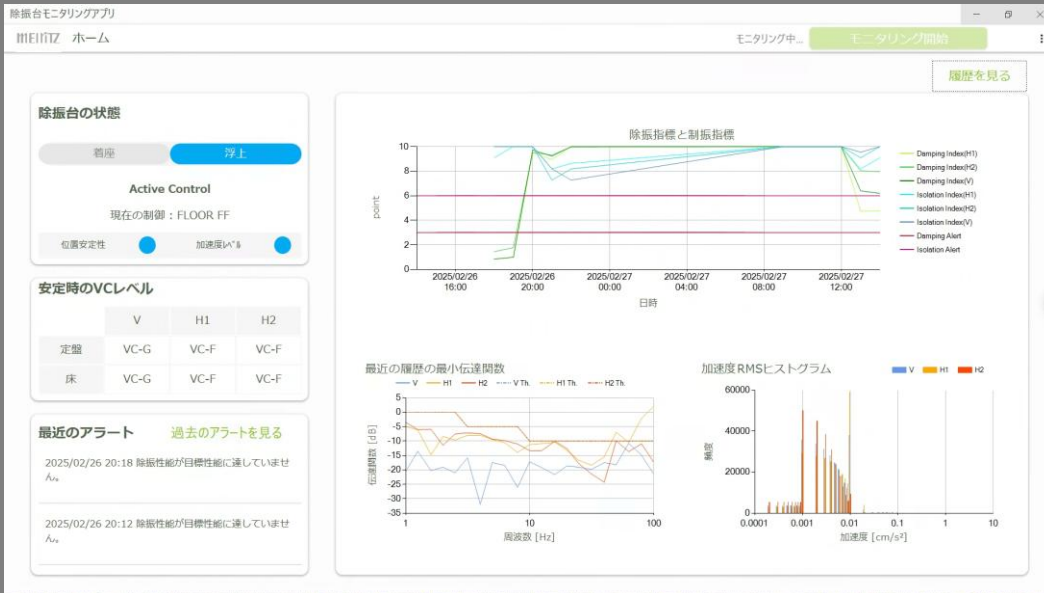 除振台モニタリングアプリ
MEIRITZ ホーム
モニタリング中... モニタリング開始
履歴を見る
除振台の状態
着座 浮上
Active Control
現在の制御：FLOOR FF
位置安定性 加速度レベル
安定時のVCレベル
V H1 H2
定盤 VC-G VC-F VC-F
床 VC-G VC-F VC-F
最近のアラート 過去のアラートを見る
2025/02/26 20:18 除振性能が目標性能に達していませ
ん。
2025/02/26 20:12 除振性能が目標性能に達していませ
ん。
除振指標と制振指標
point
10
8
6
4
2
0
2025/02/26 16:00
2025/02/26 20:00
2025/02/27 00:00
2025/02/27 04:00
2025/02/27 08:00
2025/02/27 12:00
日時
Damping Index(H1)
Damping Index(H2)
Damping Index(V)
Isolation Index(H1)
Isolation Index(H2)
Isolation Index(V)
Damping Alert
Isolation Alert
最近の履歴の最小伝達関数
V H1 H2 V Th. H1 Th. H2 Th.
伝達関数 [dB]
5
0
-5
-10
-15
-20
-25
-30
-35
1 10 100
周波数 [Hz]
加速度RMSヒストグラム
V H1 H2
頻度
60000
40000
20000
0
0.0001 0.001 0.01 0.1 1 10
加速度 [cm/s²]